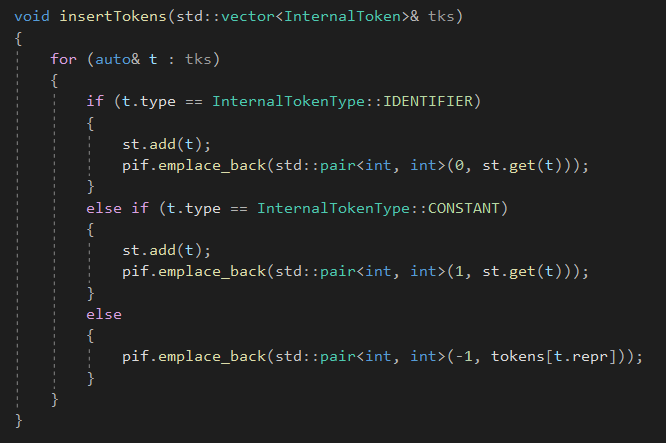 void insertTokens(std::vector<InternalToken>& tks)
{
    for (auto& t : tks)
    {
        if (t.type == InternalTokenType::IDENTIFIER)
        {
            st.add(t);
            pif.emplace_back(std::pair<int, int>(0, st.get(t)));
        }
        else if (t.type == InternalTokenType::CONSTANT)
        {
            st.add(t);
            pif.emplace_back(std::pair<int, int>(1, st.get(t)));
        }
        else
        {
            pif.emplace_back(std::pair<int, int>(-1, tokens[t.repr]));
        }
    }
}